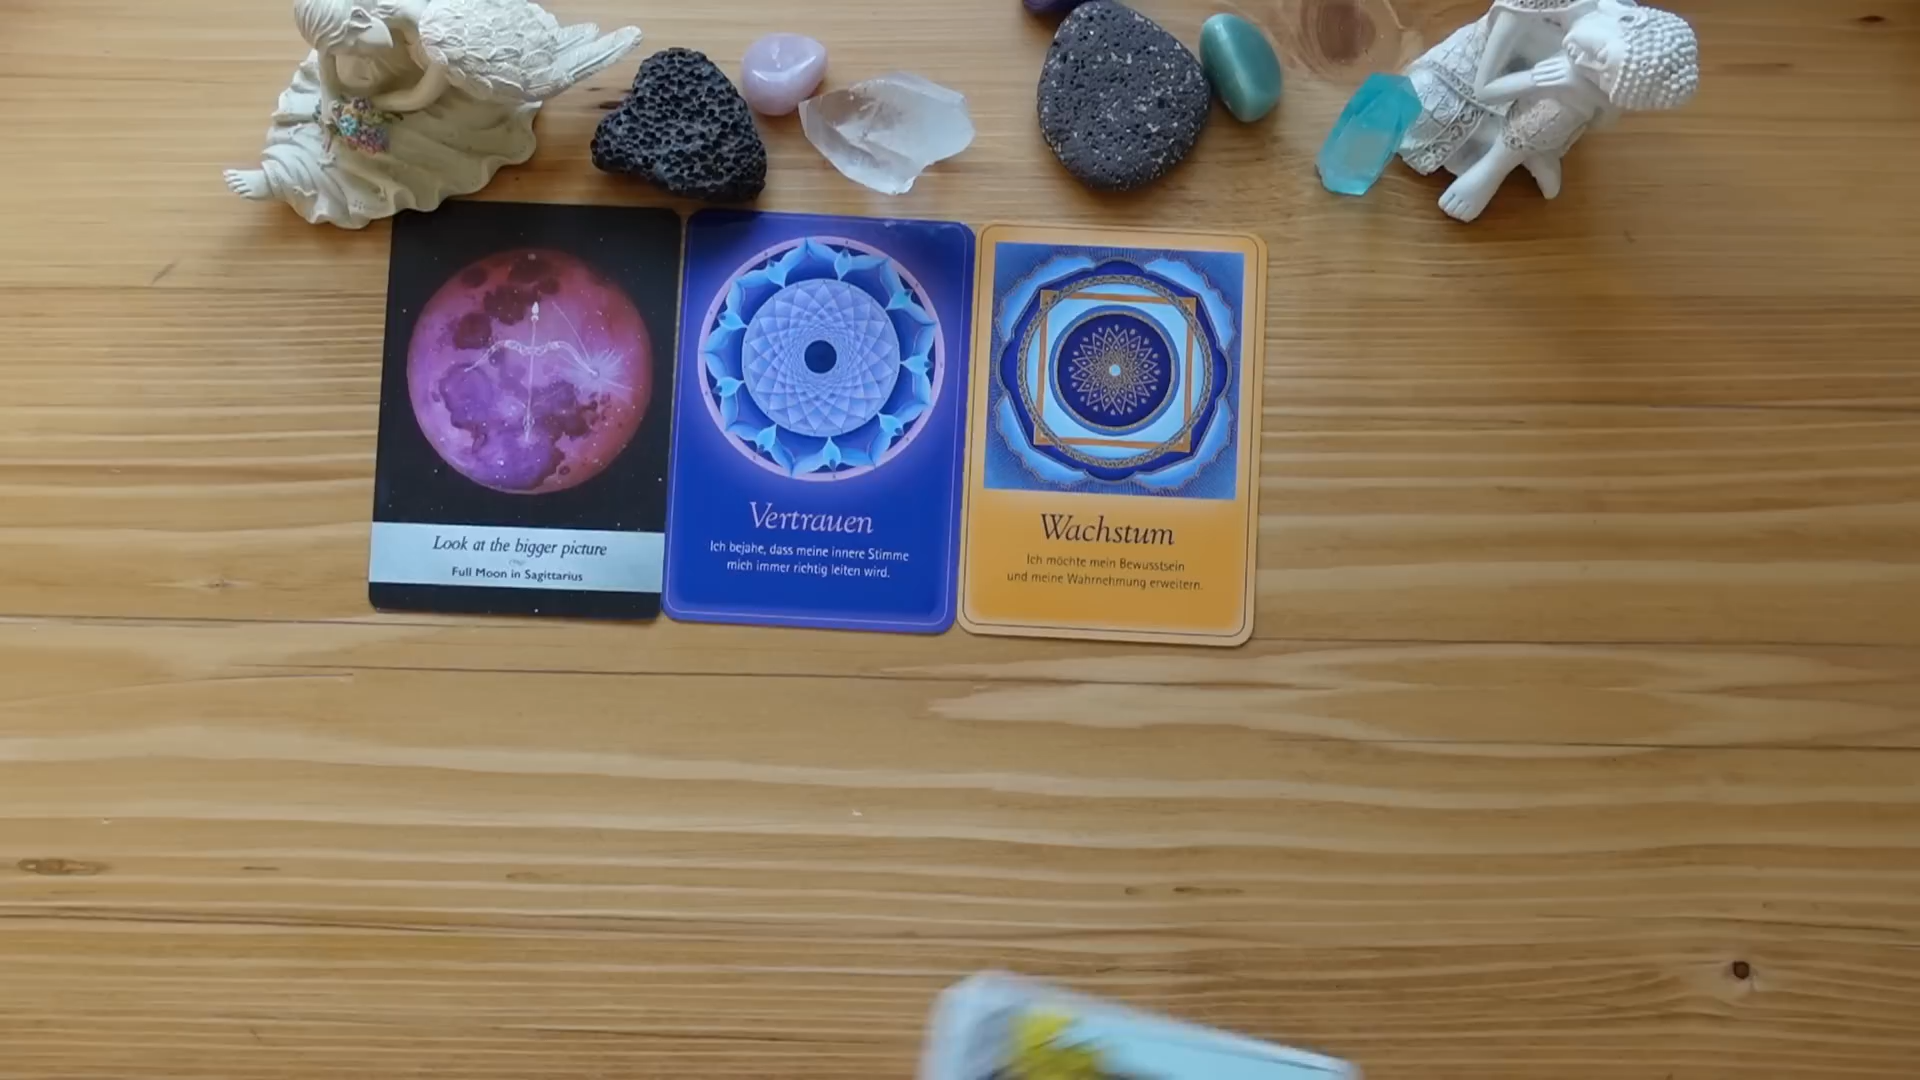 Look at the bigger picture
Full Moon in Sagittarius
Vertrauen
Ich bejahe, dass meine innere Stimme
mich immer richtig leiten wird.
Wachstum
Ich möchte mein Bewusstsein
und meine Wahrnehmung erweitern.